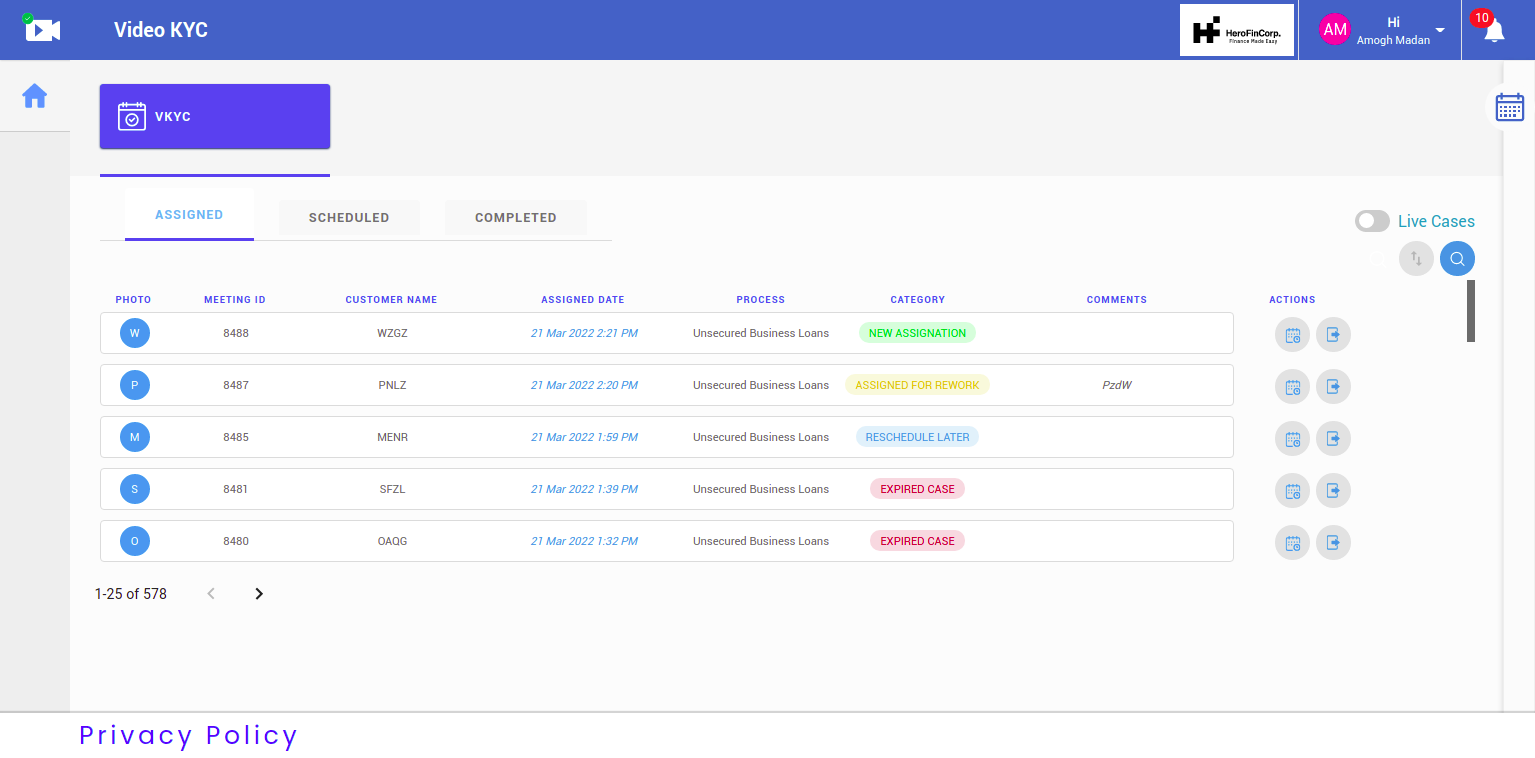 Video KYC
HeroFinCorp.
Finance Made Easy
AM
Hi
Amogh Madan
10
VKYC
ASSIGNED SCHEDULED COMPLETED
Live Cases
PHOTO MEETING ID CUSTOMER NAME ASSIGNED DATE PROCESS CATEGORY COMMENTS ACTIONS
W 8488 WZGZ 21 Mar 2022 2:21 PM Unsecured Business Loans NEW ASSIGNATION
P 8487 PNLZ 21 Mar 2022 2:20 PM Unsecured Business Loans ASSIGNED FOR REWORK PzdW
M 8485 MENR 21 Mar 2022 1:59 PM Unsecured Business Loans RESCHEDULE LATER
S 8481 SFZL 21 Mar 2022 1:39 PM Unsecured Business Loans EXPIRED CASE
O 8480 OAQG 21 Mar 2022 1:32 PM Unsecured Business Loans EXPIRED CASE
1-25 of 578
Privacy Policy